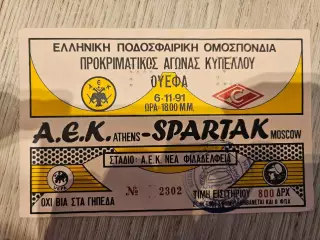 ΕΛΛΗΝΙΚΗ ΠΟΔΟΣΦΑΙΡΙΚΗ ΟΜΟΣΠΟΝΔΙΑ
ΠΡΟΚΡΙΜΑΤΙΚΟΣ ΑΓΩΝΑΣ ΚΥΠΕΛΛΟΥ
ΟΥΕΦΑ
6-11-91
ΩΡΑ: 18.00 Μ.Μ.
A.E.K. ATHENS - SPARTAK MOSCOW
ΣΤΑΔΙΟ: Α.Ε.Κ. ΝΕΑ ΦΙΛΑΔΕΛΦΕΙΑ
ΟΧΙ ΒΙΑ ΣΤΑ ΓΗΠΕΔΑ
№ 2302
ΤΙΜΗ ΕΙΣΙΤΗΡΙΟΥ 800 ΔΡΧ